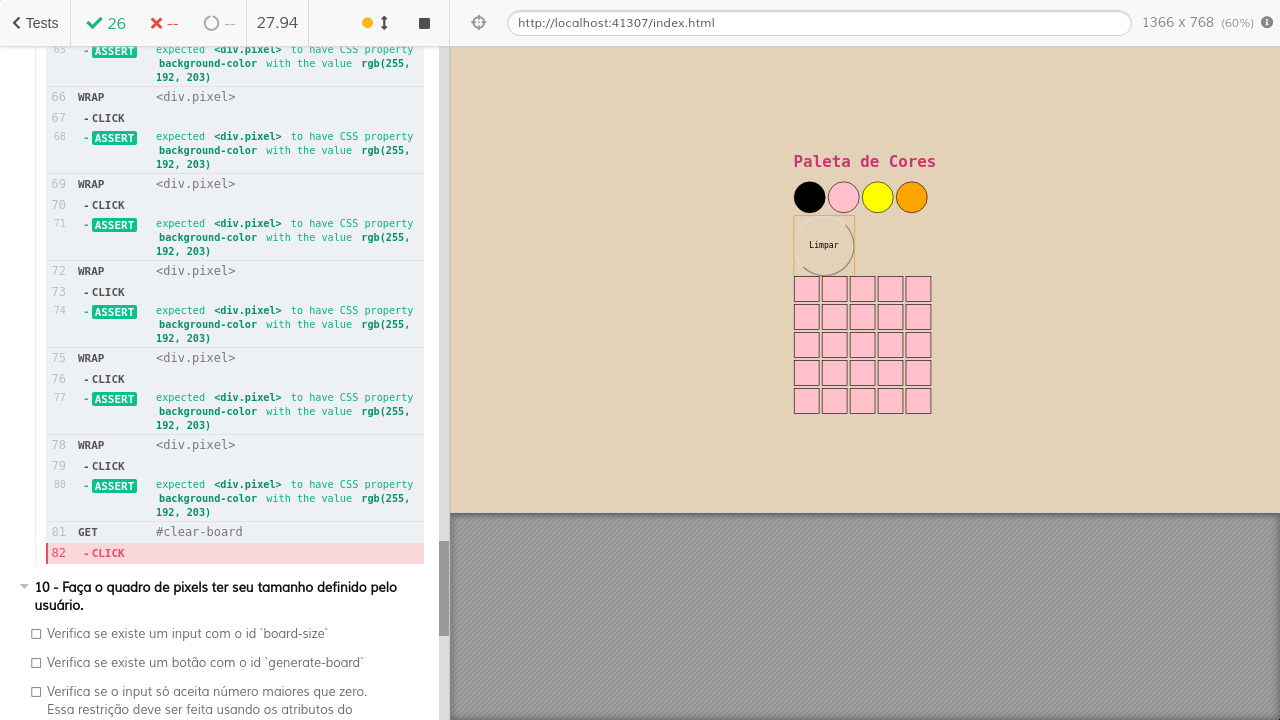 Tests
26
--
--
27.94
http://localhost:41307/index.html
1366 x 768 (60%)
65 - ASSERT expected <div.pixel> to have CSS property
background-color with the value rgb(255,
192, 203)
66 WRAP <div.pixel>
67 - CLICK
68 - ASSERT expected <div.pixel> to have CSS property
background-color with the value rgb(255,
192, 203)
69 WRAP <div.pixel>
70 - CLICK
71 - ASSERT expected <div.pixel> to have CSS property
background-color with the value rgb(255,
192, 203)
72 WRAP <div.pixel>
73 - CLICK
74 - ASSERT expected <div.pixel> to have CSS property
background-color with the value rgb(255,
192, 203)
75 WRAP <div.pixel>
76 - CLICK
77 - ASSERT expected <div.pixel> to have CSS property
background-color with the value rgb(255,
192, 203)
78 WRAP <div.pixel>
79 - CLICK
80 - ASSERT expected <div.pixel> to have CSS property
background-color with the value rgb(255,
192, 203)
81 GET #clear-board
82 - CLICK
10 - Faça o quadro de pixels ter seu tamanho definido pelo
usuário.
Verifica se existe um input com o id `board-size`
Verifica se existe um botão com o id `generate-board`
Verifica se o input só aceita número maiores que zero.
Essa restrição deve ser feita usando os atributos do
Paleta de Cores
Limpar